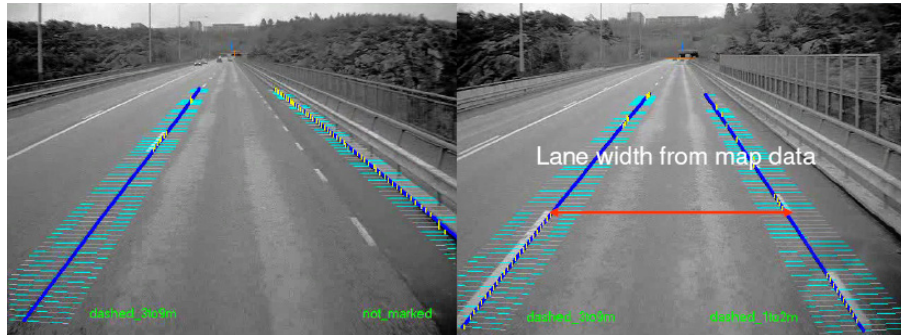 Lane width from map data
dashed_3to9m
not_marked
dashed_3to9m
dashed_1to2m